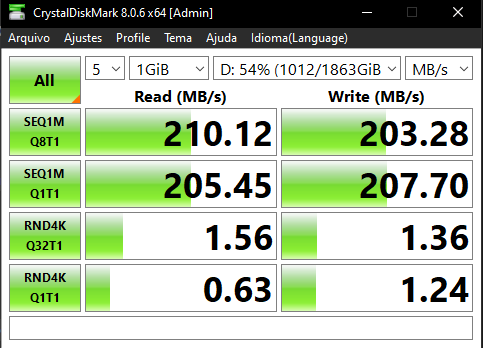 CrystalDiskMark 8.0.6 x64 [Admin]
Arquivo Ajustes Profile Tema Ajuda Idioma(Language)
All 5 1GiB D: 54% (1012/1863GiB MB/s
Read (MB/s) Write (MB/s)
SEQ1M
Q8T1 210.12 203.28
SEQ1M
Q1T1 205.45 207.70
RND4K
Q32T1 1.56 1.36
RND4K
Q1T1 0.63 1.24